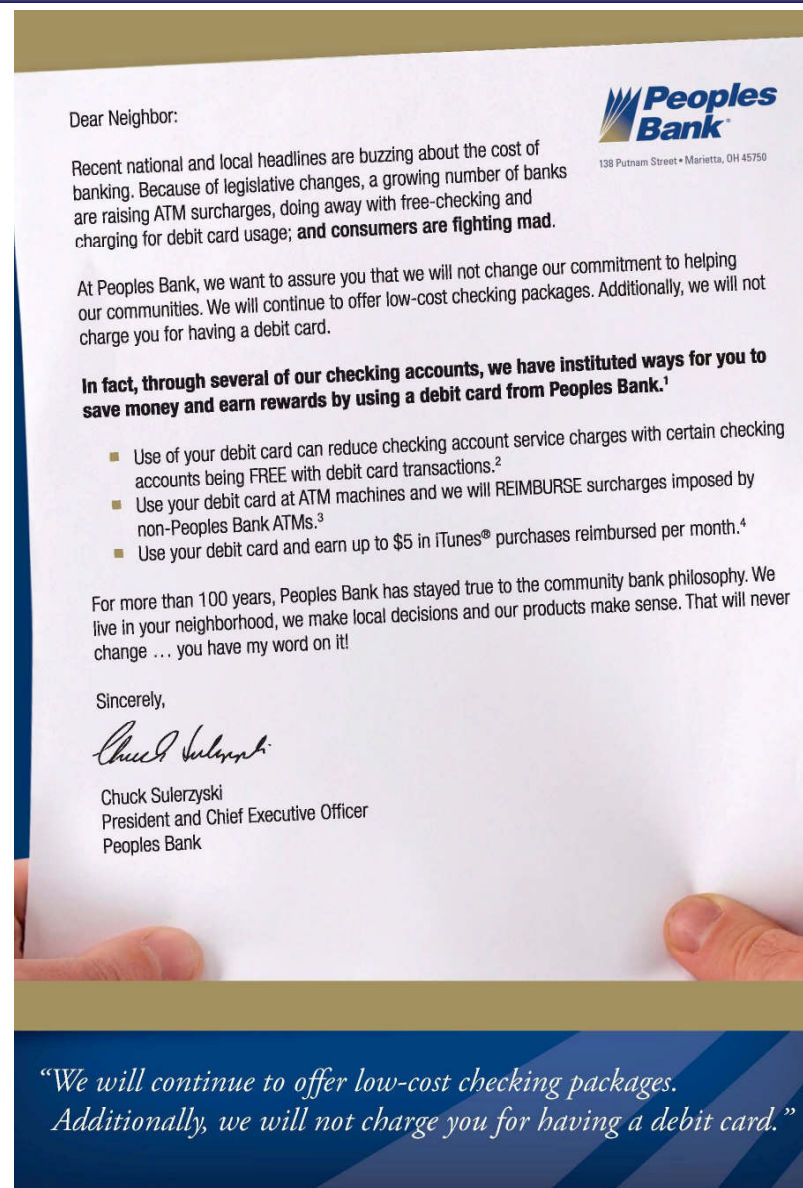 Dear Neighbor:
Peoples
Bank
138 Putnam Street • Marietta, OH 45750
Recent national and local headlines are buzzing about the cost of
banking. Because of legislative changes, a growing number of banks
are raising ATM surcharges, doing away with free-checking and
charging for debit card usage; and consumers are fighting mad.
At Peoples Bank, we want to assure you that we will not change our commitment to helping
our communities. We will continue to offer low-cost checking packages. Additionally, we will not
charge you for having a debit card.
In fact, through several of our checking accounts, we have instituted ways for you to
save money and earn rewards by using a debit card from Peoples Bank.¹
■ Use of your debit card can reduce checking account service charges with certain checking
accounts being FREE with debit card transactions.²
■ Use your debit card at ATM machines and we will REIMBURSE surcharges imposed by
non-Peoples Bank ATMs.³
■ Use your debit card and earn up to $5 in iTunes® purchases reimbursed per month.⁴
For more than 100 years, Peoples Bank has stayed true to the community bank philosophy. We
live in your neighborhood, we make local decisions and our products make sense. That will never
change … you have my word on it!
Sincerely,
Chuck Sulerzyski
Chuck Sulerzyski
President and Chief Executive Officer
Peoples Bank
“We will continue to offer low-cost checking packages.
Additionally, we will not charge you for having a debit card.”